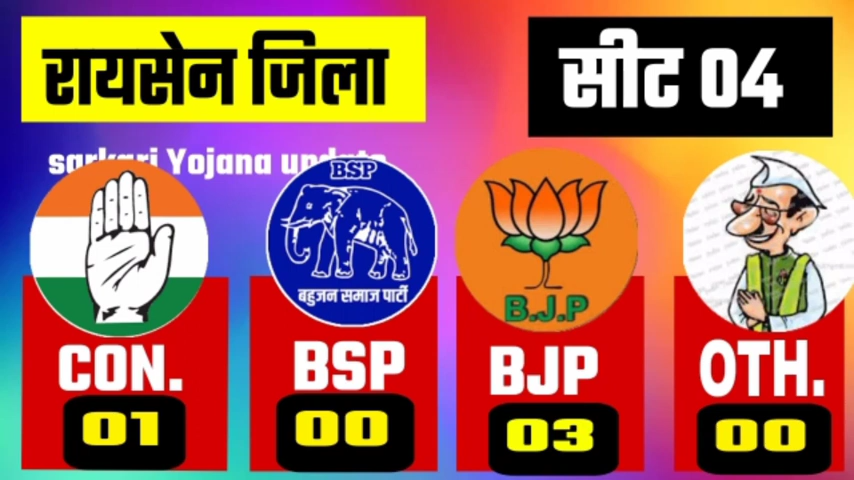 रायसेन जिला
सीट 04
sarkari Yojana update
BSP
बहुजन समाज पार्टी
B.J.P
CON.
BSP
BJP
OTH.
01
00
03
00